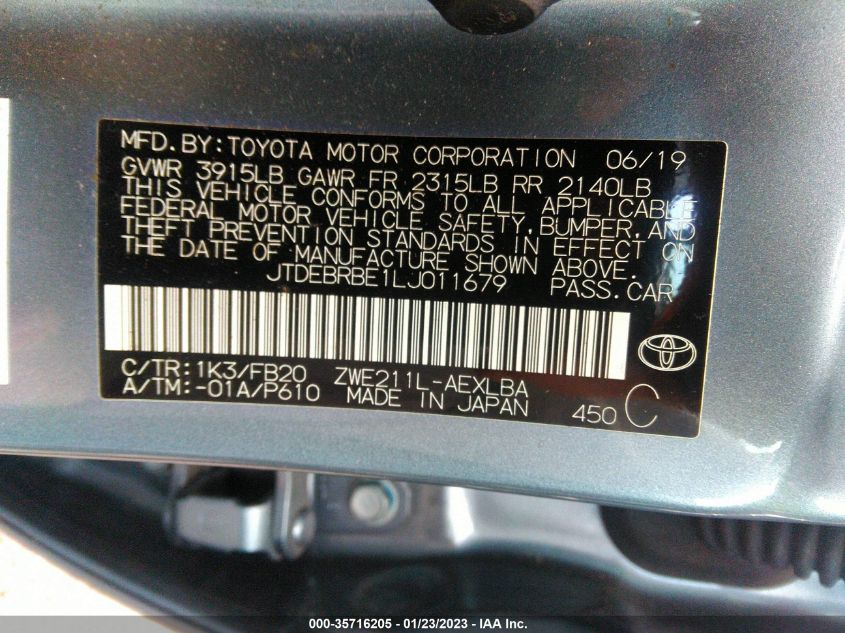 MFD.BY:TOYOTA MOTOR CORPORATION 06/19
GVWR 3915LB GAWR FR 2315LB RR 2140LB
THIS VEHICLE CONFORMS TO ALL APPLICABLE
FEDERAL MOTOR VEHICLE SAFETY,BUMPER,AND
THEFT PREVENTION STANDARDS IN EFFECT ON
THE DATE OF MANUFACTURE SHOWN ABOVE.
JTDEBRBE1LJ011679 PASS.CAR
C/TR:1K3/FB20 ZWE211L-AEXLBA
A/TM:-01A/P610 MADE IN JAPAN 450 C
000-35716205 - 01/23/2023 - IAA Inc.